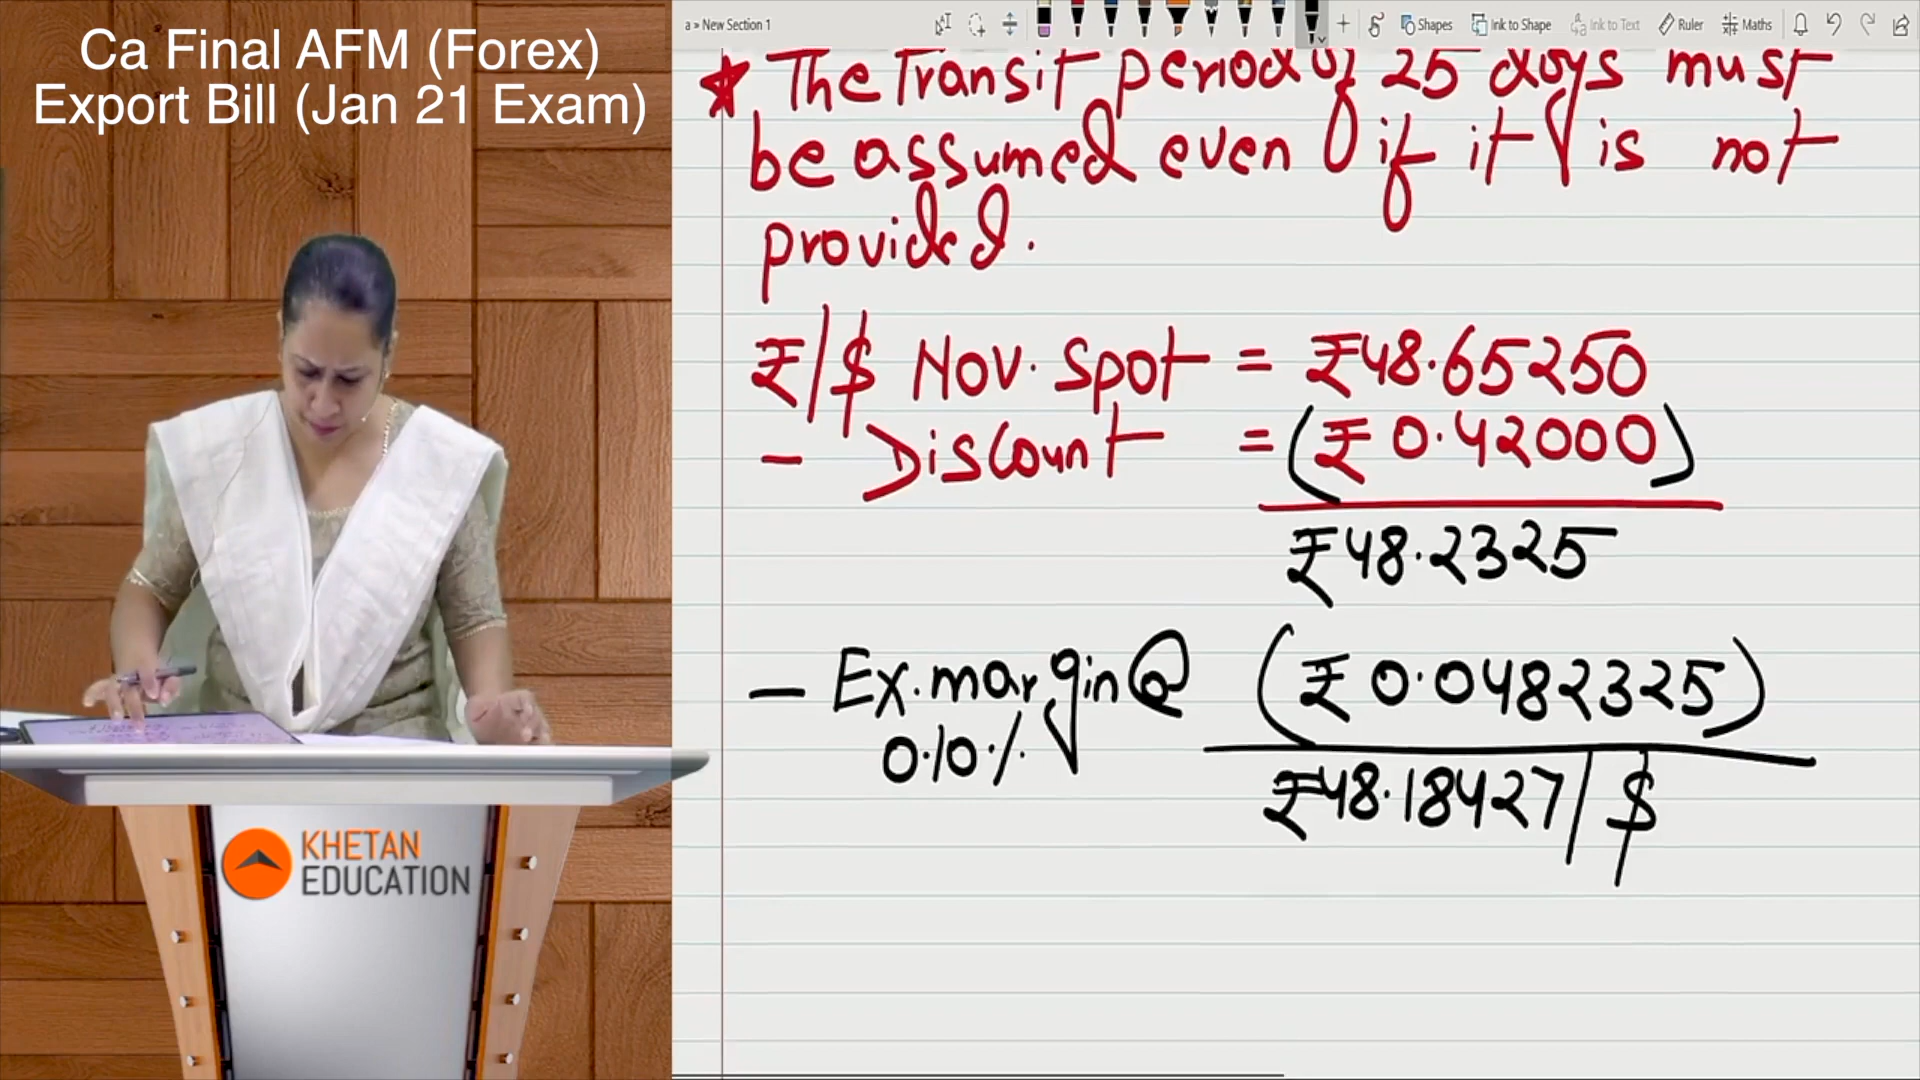 Ca Final AFM (Forex)
Export Bill (Jan 21 Exam)
a » New Section 1
Shapes
Ink to Shape
Ink to Text
Ruler
Maths
★ The Transit period of 25 days must
be assumed even if it is not
provided.
₹/$ Nov. Spot = ₹48.65250
- Discount = (₹ 0.42000)
₹48.2325
- Ex. margin @ (₹ 0.0482325)
0.10%
₹48.18427/$
KHETAN
EDUCATION